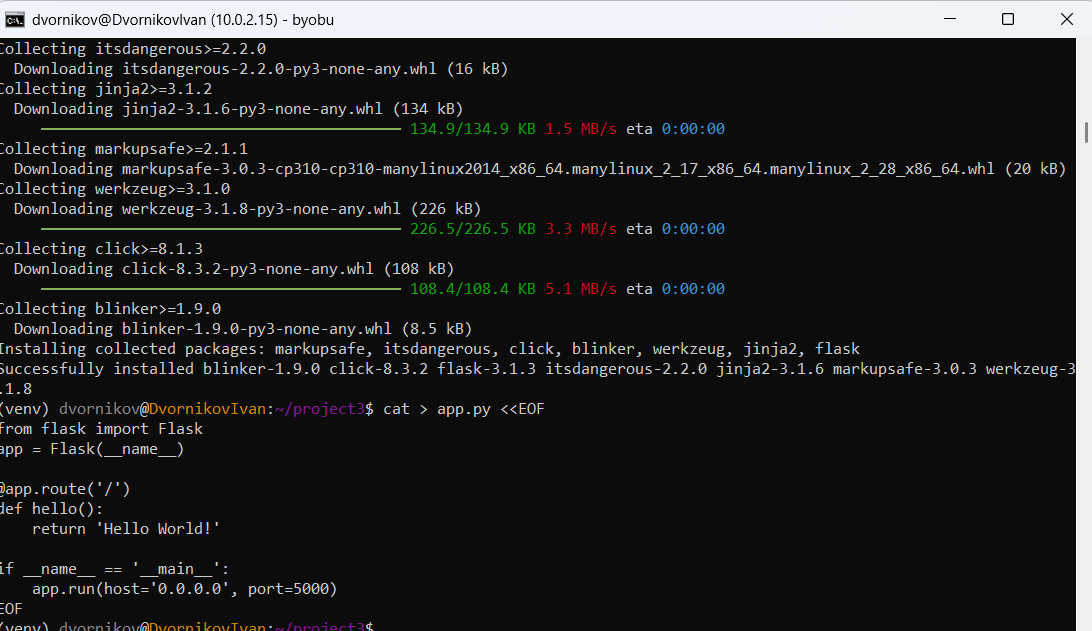 dvornikov@DvornikovIvan (10.0.2.15) - byobu
Collecting itsdangerous>=2.2.0
  Downloading itsdangerous-2.2.0-py3-none-any.whl (16 kB)
Collecting jinja2>=3.1.2
  Downloading jinja2-3.1.6-py3-none-any.whl (134 kB)
134.9/134.9 KB 1.5 MB/s eta 0:00:00
Collecting markupsafe>=2.1.1
  Downloading markupsafe-3.0.3-cp310-cp310-manylinux2014_x86_64.manylinux_2_17_x86_64.manylinux_2_28_x86_64.whl (20 kB)
Collecting werkzeug>=3.1.0
  Downloading werkzeug-3.1.8-py3-none-any.whl (226 kB)
226.5/226.5 KB 3.3 MB/s eta 0:00:00
Collecting click>=8.1.3
  Downloading click-8.3.2-py3-none-any.whl (108 kB)
108.4/108.4 KB 5.1 MB/s eta 0:00:00
Collecting blinker>=1.9.0
  Downloading blinker-1.9.0-py3-none-any.whl (8.5 kB)
Installing collected packages: markupsafe, itsdangerous, click, blinker, werkzeug, jinja2, flask
Successfully installed blinker-1.9.0 click-8.3.2 flask-3.1.3 itsdangerous-2.2.0 jinja2-3.1.6 markupsafe-3.0.3 werkzeug-3
.1.8
(venv) dvornikov@DvornikovIvan:~/project3$ cat > app.py <<EOF
from flask import Flask
app = Flask(__name__)

@app.route('/')
def hello():
    return 'Hello World!'

if __name__ == '__main__':
    app.run(host='0.0.0.0', port=5000)
EOF
(venv) dvornikov@DvornikovIvan:~/project3$